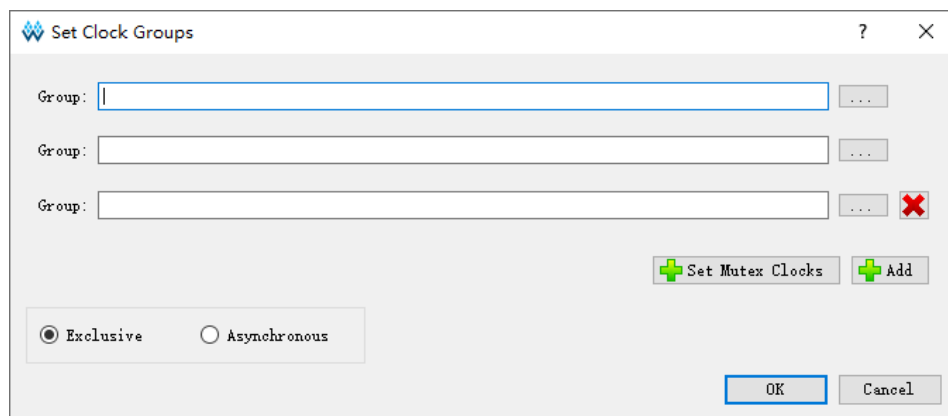 Set Clock Groups ?
Group: ...
Group: ...
Group: ...
Set Mutex Clocks Add
Exclusive Asynchronous
OK Cancel